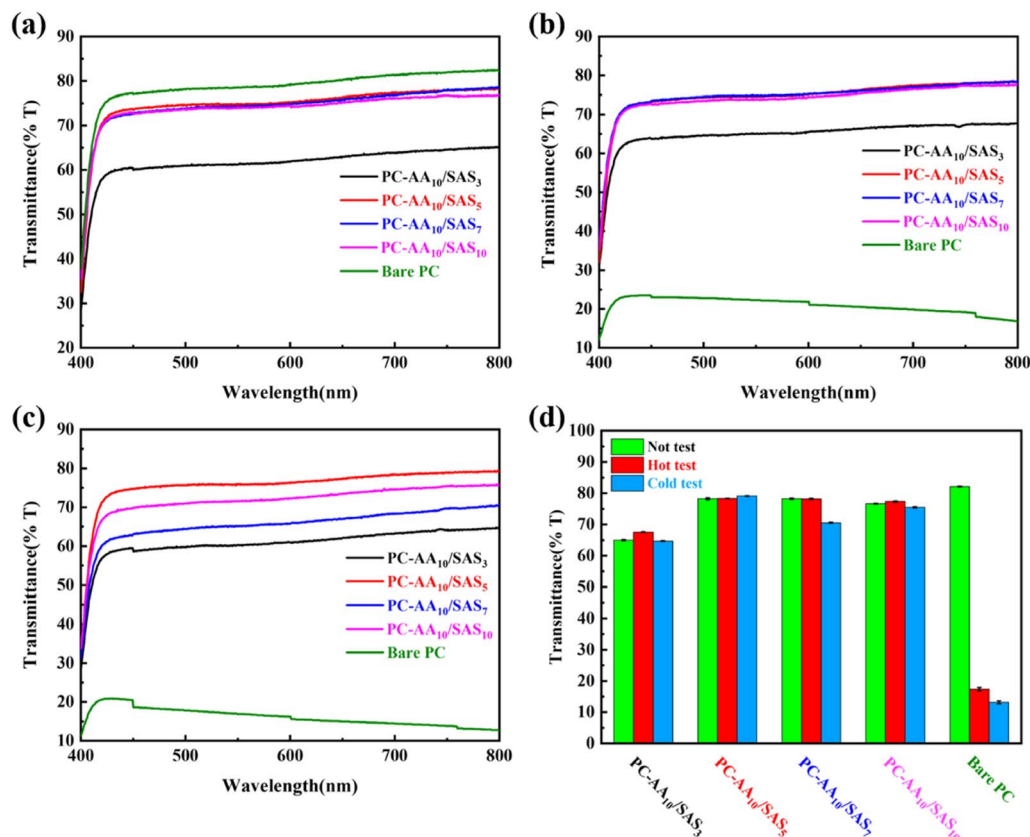 (a)
90
80
70
60
50
40
30
20
Transmittance(% T)
PC-AA₁₀/SAS₃
PC-AA₁₀/SAS₅
PC-AA₁₀/SAS₇
PC-AA₁₀/SAS₁₀
Bare PC
400 500 600 700 800
Wavelength(nm)
(b)
90
80
70
60
50
40
30
20
10
Transmittance(% T)
PC-AA₁₀/SAS₃
PC-AA₁₀/SAS₅
PC-AA₁₀/SAS₇
PC-AA₁₀/SAS₁₀
Bare PC
400 500 600 700 800
Wavelength(nm)
(c)
90
80
70
60
50
40
30
20
10
Transmittance(% T)
PC-AA₁₀/SAS₃
PC-AA₁₀/SAS₅
PC-AA₁₀/SAS₇
PC-AA₁₀/SAS₁₀
Bare PC
400 500 600 700 800
Wavelength(nm)
(d)
100
90
80
70
60
50
40
30
20
10
0
Transmittance(% T)
Not test
Hot test
Cold test
PC-AA₁₀/SAS₃
PC-AA₁₀/SAS₅
PC-AA₁₀/SAS₇
PC-AA₁₀/SAS₁₀
Bare PC